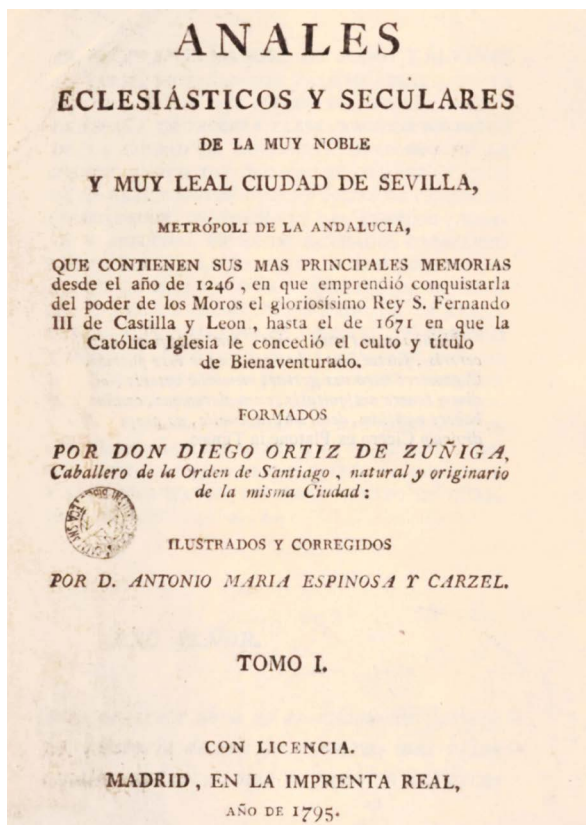 ANALES
ECLESIÁSTICOS Y SECULARES
DE LA MUY NOBLE
Y MUY LEAL CIUDAD DE SEVILLA,
METRÓPOLI DE LA ANDALUCIA,
QUE CONTIENEN SUS MAS PRINCIPALES MEMORIAS
desde el año de 1246, en que emprendió conquistarla
del poder de los Moros el gloriosísimo Rey S. Fernando
III de Castilla y Leon, hasta el de 1671 en que la
Católica Iglesia le concedió el culto y título
de Bienaventurado.
FORMADOS
POR DON DIEGO ORTIZ DE ZÚÑIGA,
Caballero de la Orden de Santiago, natural y originario
de la misma Ciudad:
ILUSTRADOS Y CORREGIDOS
POR D. ANTONIO MARIA ESPINOSA Y CARZEL.
TOMO I.
CON LICENCIA.
MADRID, EN LA IMPRENTA REAL,
AÑO DE 1795.